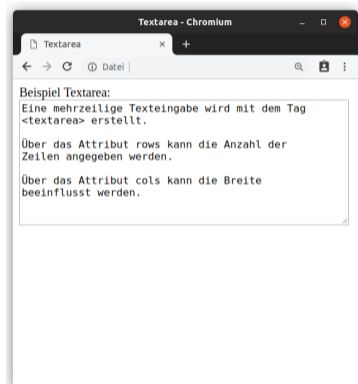 Textarea - Chromium
Textarea
Datei
Beispiel Textarea:
Eine mehrzeilige Texteingabe wird mit dem Tag
<textarea> erstellt.
Über das Attribut rows kann die Anzahl der
Zeilen angegeben werden.
Über das Attribut cols kann die Breite
beeinflusst werden.